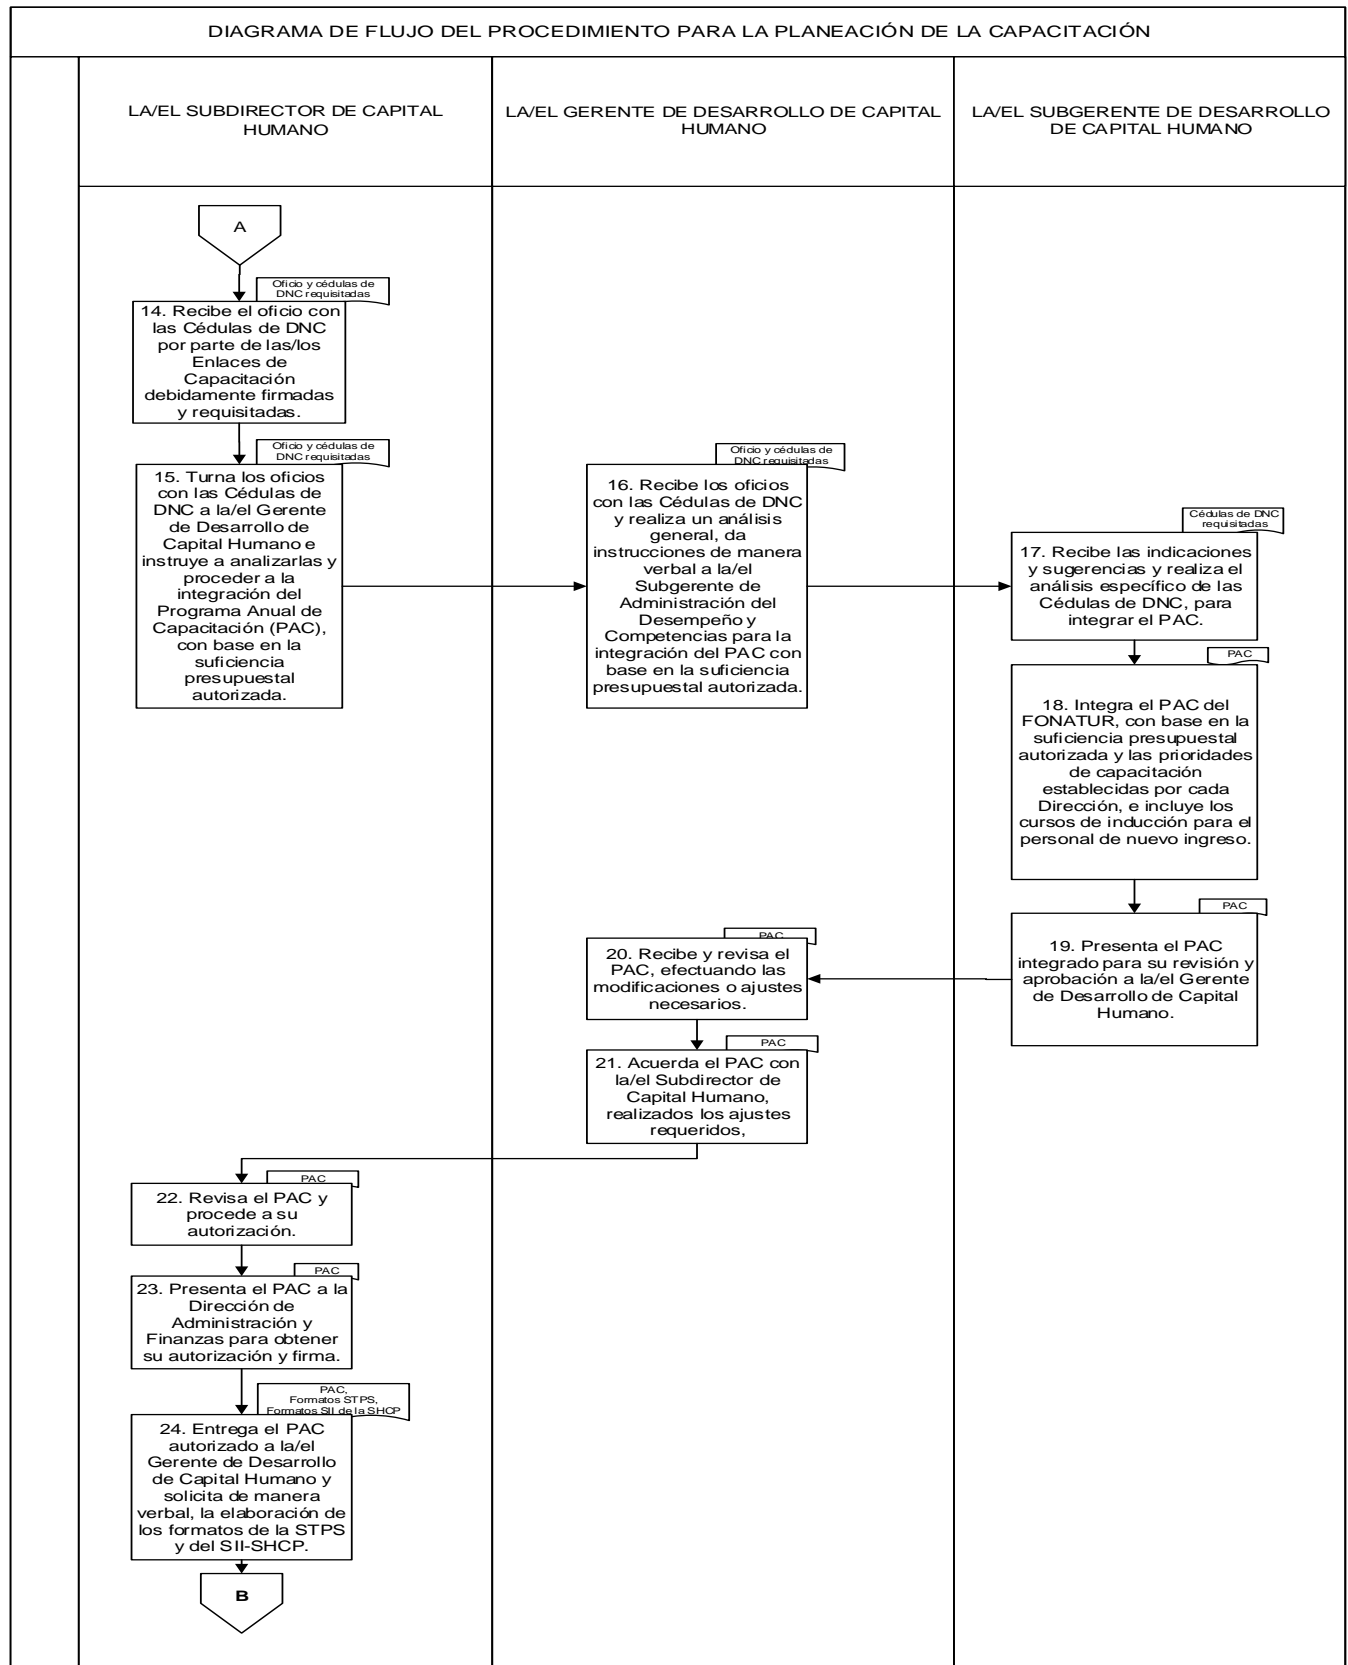 DIAGRAMA DE FLUJO DEL PROCEDIMIENTO PARA LA PLANEACIÓN DE LA CAPACITACIÓN
LA/EL SUBDIRECTOR DE CAPITAL
HUMANO
LA/EL GERENTE DE DESARROLLO DE CAPITAL
HUMANO
LA/EL SUBGERENTE DE DESARROLLO
DE CAPITAL HUMANO
A
Oficio y cédulas de
DNC requisitadas
14. Recibe el oficio con
las Cédulas de DNC
por parte de las/los
Enlaces de
Capacitación
debidamente firmadas
y requisitadas.
Oficio y cédulas de
DNC requisitadas
15. Turna los oficios
con las Cédulas de
DNC a la/el Gerente
de Desarrollo de
Capital Humano e
instruye a analizarlas y
proceder a la
integración del
Programa Anual de
Capacitación (PAC),
con base en la
suficiencia
presupuestal
autorizada.
Oficio y cédulas de
DNC requisitadas
16. Recibe los oficios
con las Cédulas de DNC
y realiza un análisis
general, da
instrucciones de manera
verbal a la/el
Subgerente de
Administración del
Desempeño y
Competencias para la
integración del PAC con
base en la suficiencia
presupuestal autorizada.
Cédulas de DNC
requisitadas
17. Recibe las indicaciones
y sugerencias y realiza el
análisis específico de las
Cédulas de DNC, para
integrar el PAC.
PAC
18. Integra el PAC del
FONATUR, con base en la
suficiencia presupuestal
autorizada y las prioridades
de capacitación
establecidas por cada
Dirección, e incluye los
cursos de inducción para el
personal de nuevo ingreso.
PAC
19. Presenta el PAC
integrado para su revisión y
aprobación a la/el Gerente
de Desarrollo de Capital
Humano.
PAC
20. Recibe y revisa el
PAC, efectuando las
modificaciones o ajustes
necesarios.
PAC
21. Acuerda el PAC con
la/el Subdirector de
Capital Humano,
realizados los ajustes
requeridos,
PAC
22. Revisa el PAC y
procede a su
autorización.
PAC
23. Presenta el PAC a la
Dirección de
Administración y
Finanzas para obtener
su autorización y firma.
PAC,
Formatos STPS,
Formatos SII de la SHCP
24. Entrega el PAC
autorizado a la/el
Gerente de Desarrollo
de Capital Humano y
solicita de manera
verbal, la elaboración de
los formatos de la STPS
y del SII-SHCP.
B